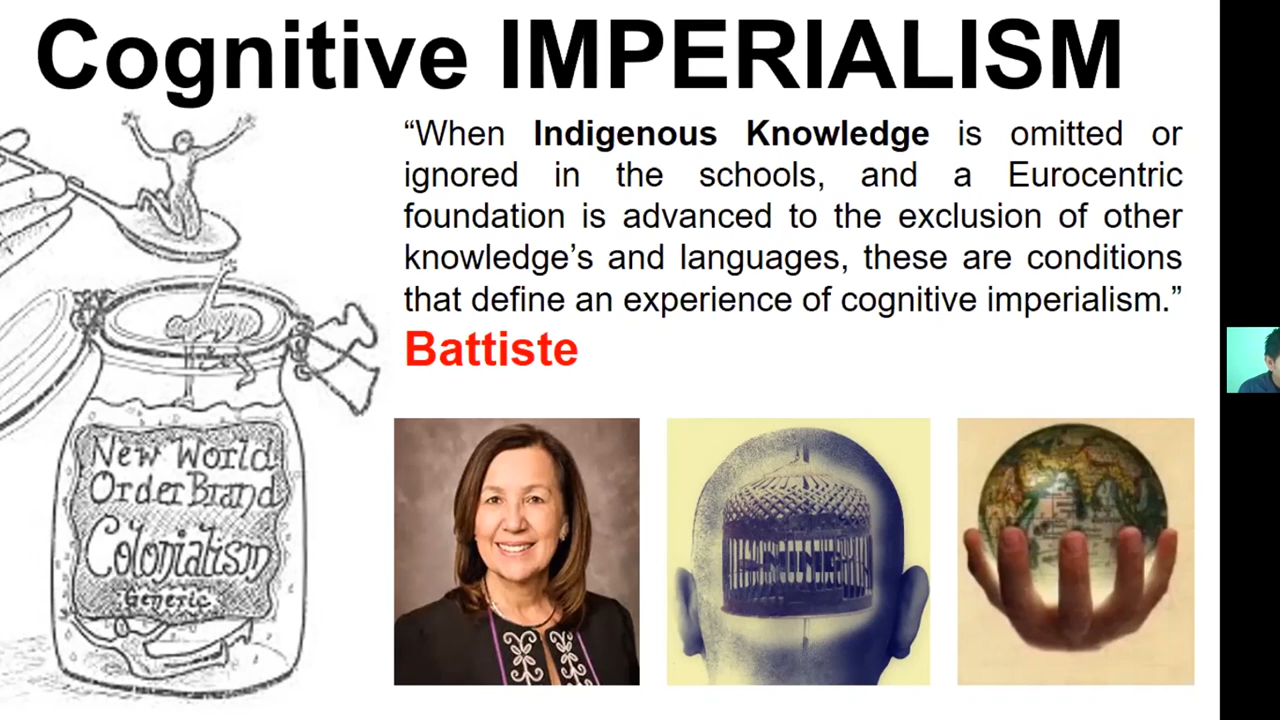 Cognitive IMPERIALISM
“When Indigenous Knowledge is omitted or
ignored in the schools, and a Eurocentric
foundation is advanced to the exclusion of other
knowledge’s and languages, these are conditions
that define an experience of cognitive imperialism.”
Battiste
New World
Order Brand
Colonialism
Generic